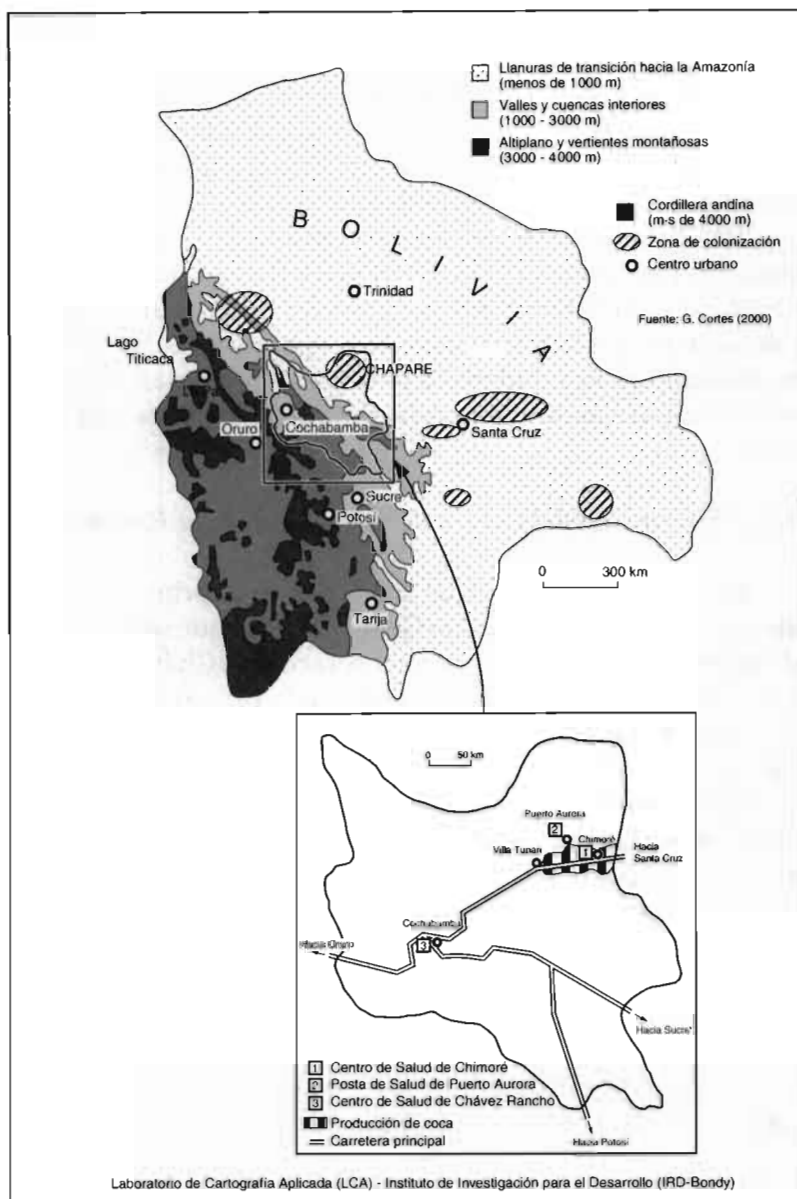 Llanuras de transición hacia la Amazonía
(menos de 1000 m)
Valles y cuencas interiores
(1000 - 3000 m)
Altiplano y vertientes montañosas
(3000 - 4000 m)
Cordillera andina
(m·s de 4000 m)
Zona de colonización
Centro urbano
Fuente: G. Cortes (2000)
BOLIVIA
Trinidad
Lago
Titicaca
CHAPARE
Oruro
Cochabamba
Santa Cruz
Sucre
Potosí
Tarija
0 300 km
0 50 km
Puerto Aurora
2
Chimoré
1
Villa Tunari
Hacia
Santa Cruz
Cochabamba
3
Hacia Oruro
Hacia Sucre
Hacia Potosí
1 Centro de Salud de Chimoré
2 Posta de Salud de Puerto Aurora
3 Centro de Salud de Chávez Rancho
Producción de coca
Carretera principal
Laboratorio de Cartografía Aplicada (LCA) - Instituto de Investigación para el Desarrollo (IRD-Bondy)